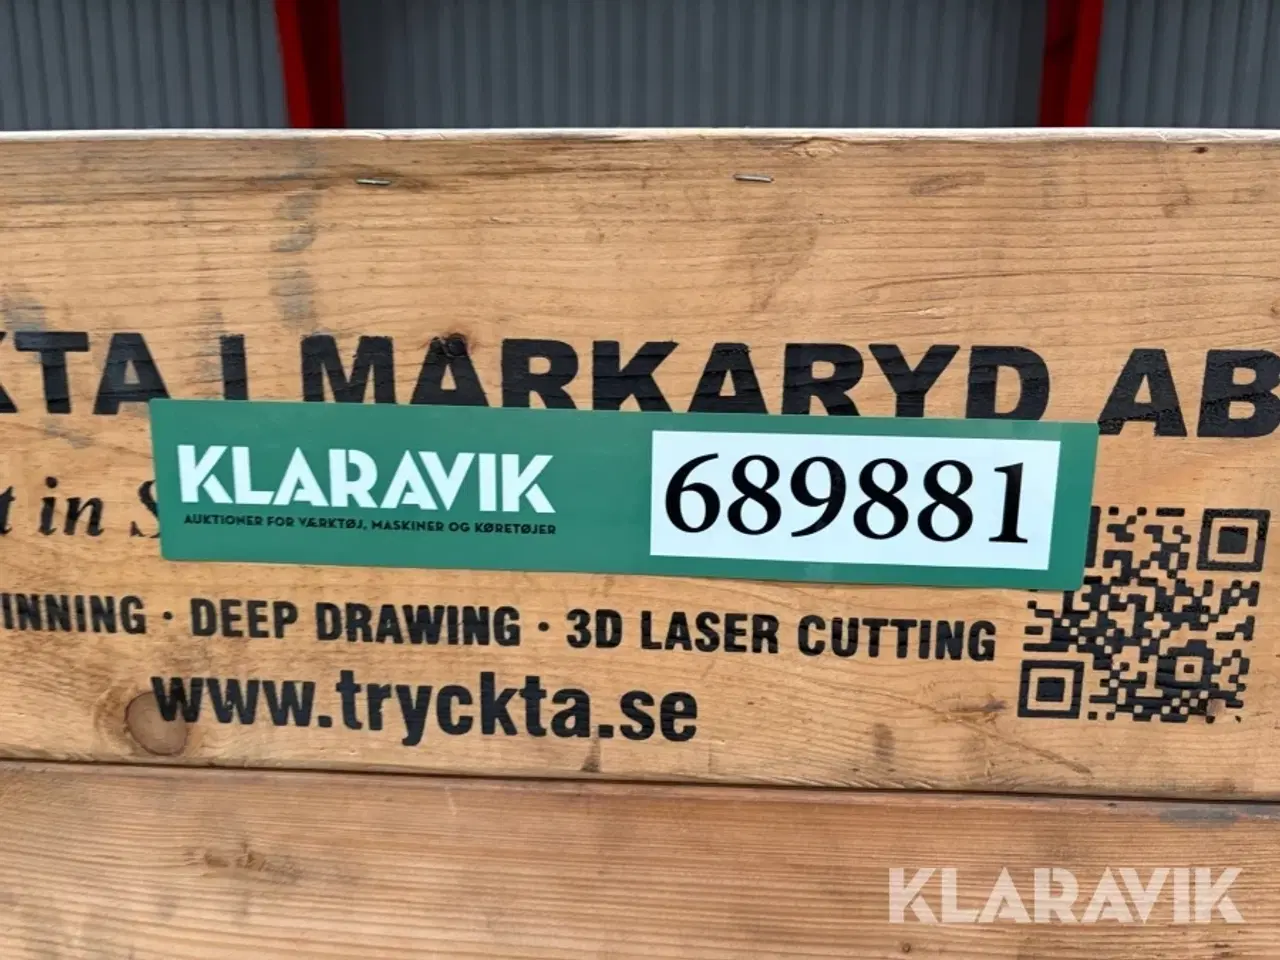 KTA I MARKARYD AB
KLARAVIK
AUKTIONER FOR VÆRKTØJ, MASKINER OG KØRETØJER
689881
t in S
INNING · DEEP DRAWING · 3D LASER CUTTING
www.tryckta.se
KLARAVIK